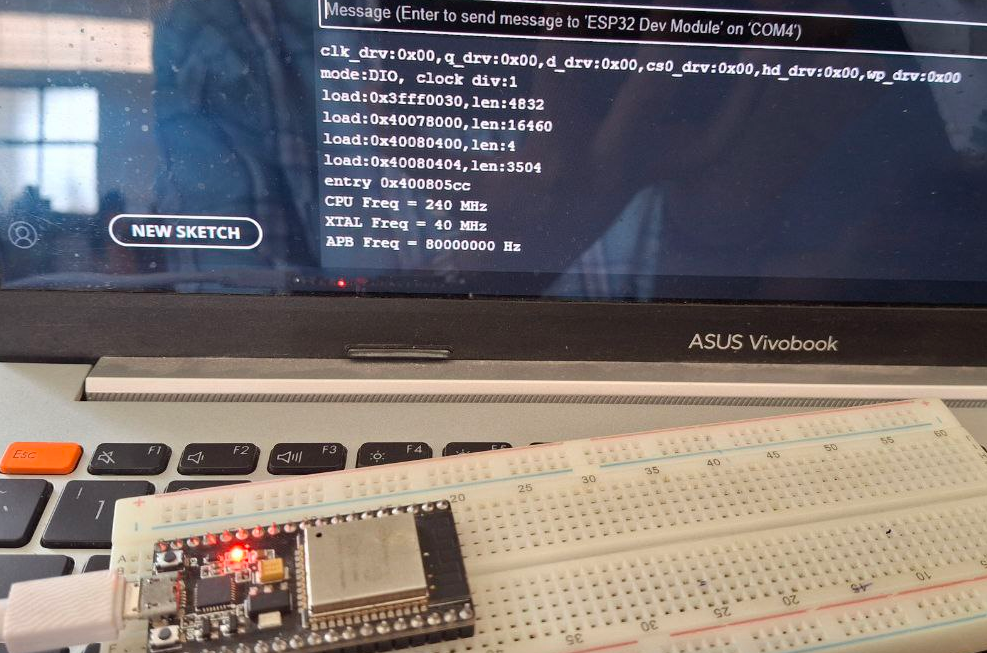 Message (Enter to send message to 'ESP32 Dev Module' on 'COM4')
clk_drv:0x00,q_drv:0x00,d_drv:0x00,cs0_drv:0x00,hd_drv:0x00,wp_drv:0x00
mode:DIO, clock div:1
load:0x3fff0030,len:4832
load:0x40078000,len:16460
load:0x40080400,len:4
load:0x40080404,len:3504
entry 0x400805cc
CPU Freq = 240 MHz
XTAL Freq = 40 MHz
APB Freq = 80000000 Hz
NEW SKETCH
ASUS Vivobook
Esc F1 F2 F3 F4
! 1
20 25 30 35 40 45 50 55 60
35 30 25 20 10